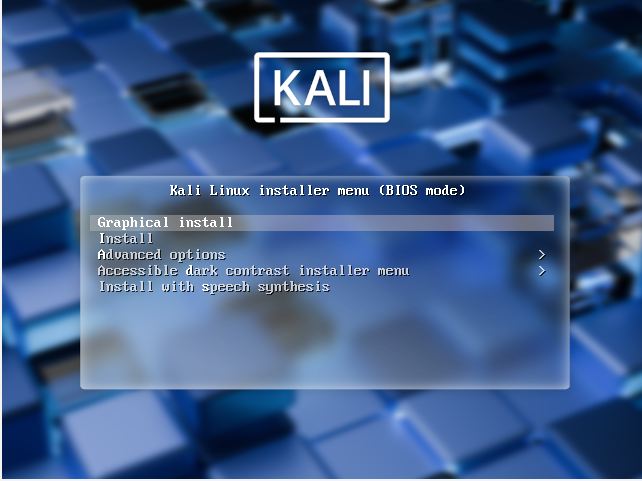 KALI
Kali Linux installer menu (BIOS mode)
Graphical install
Install
Advanced options >
Accessible dark contrast installer menu >
Install with speech synthesis